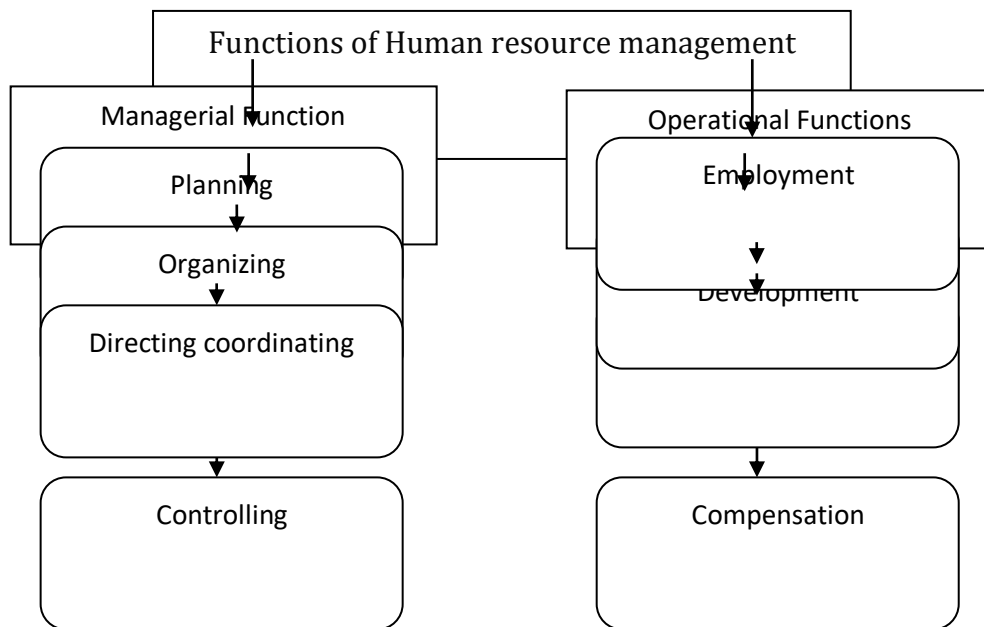 Functions of Human resource management
Managerial Function
Planning
Organizing
Directing coordinating
Controlling
Operational Functions
Employment
Development
Compensation